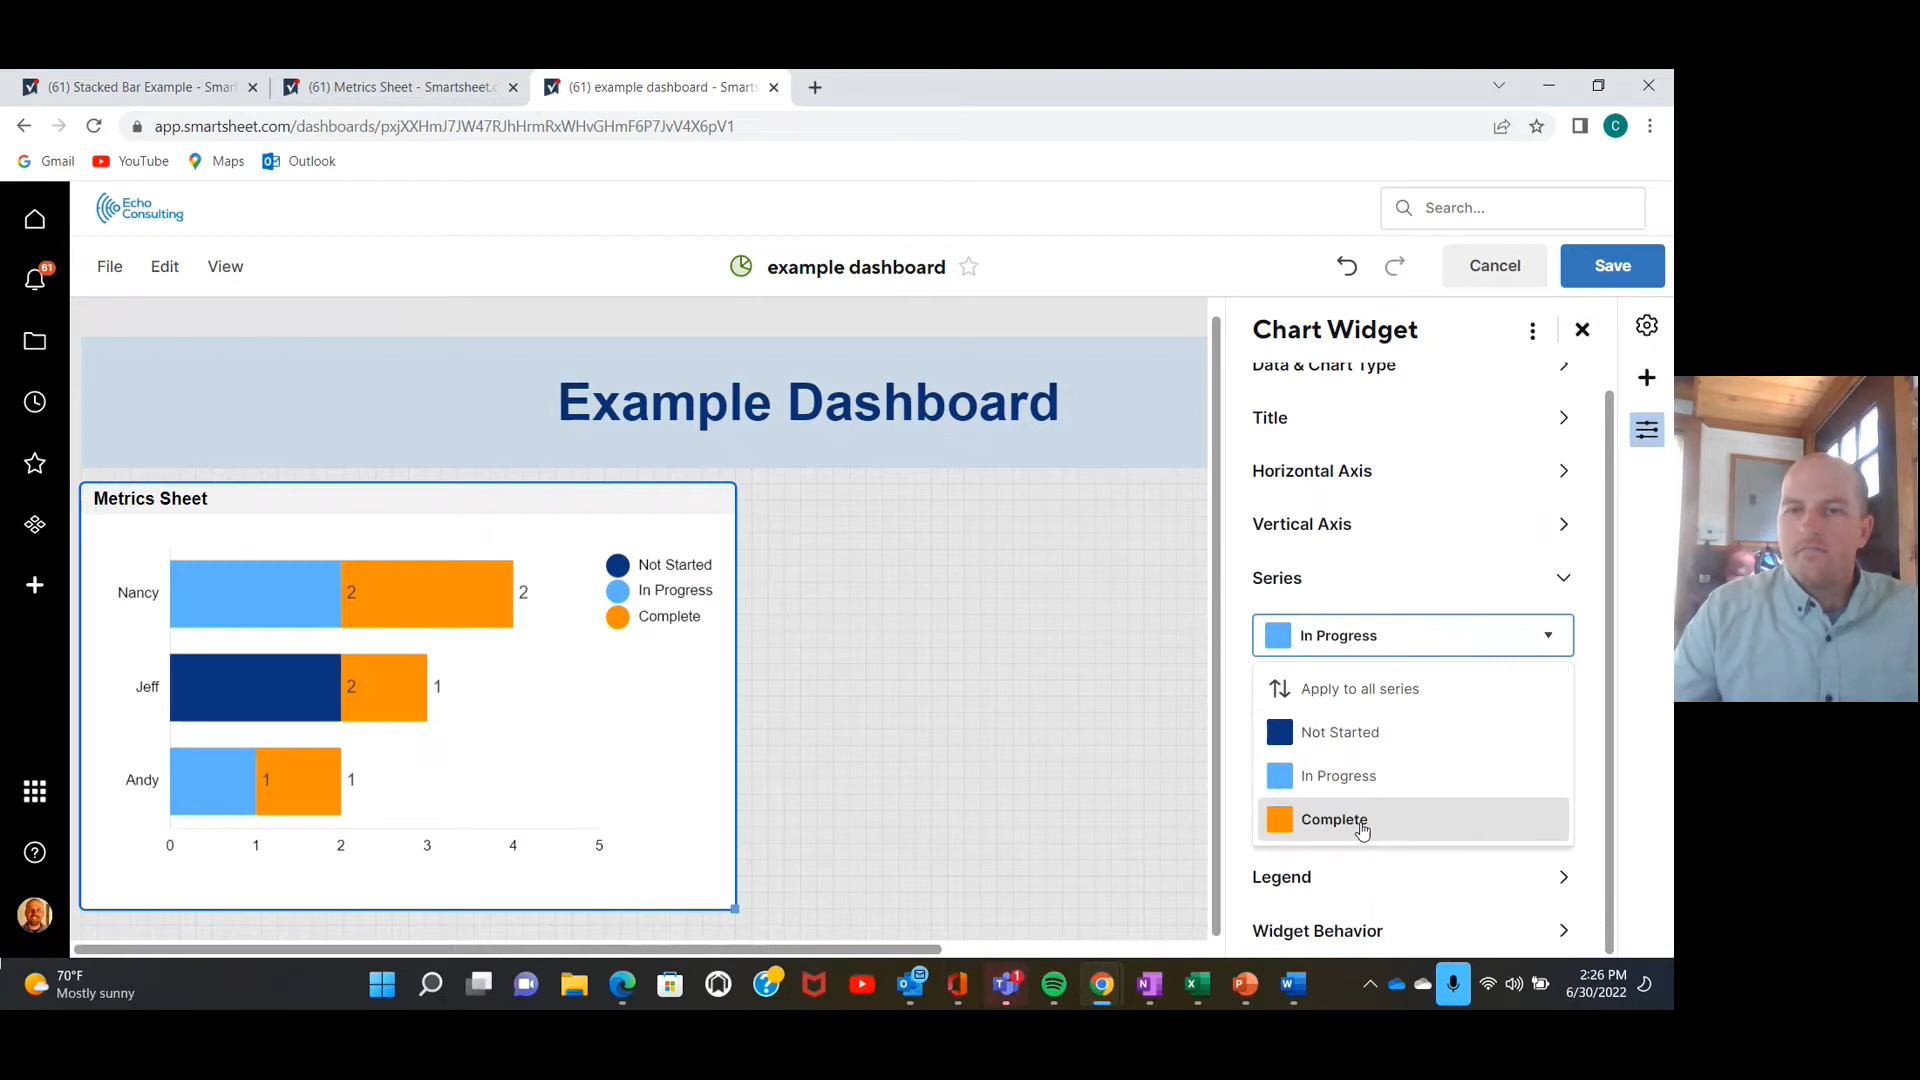 (61) Stacked Bar Example - Smar
(61) Metrics Sheet - Smartsheet.c
(61) example dashboard - Smarts
app.smartsheet.com/dashboards/pxjXXHmJ7JW47RJhHrmRxWHvGHmF6P7JvV4X6pV1
C
Gmail
YouTube
Maps
Outlook
Echo
Consulting
Search...
61
File
Edit
View
example dashboard
Cancel
Save
Example Dashboard
Metrics Sheet
Nancy
2
2
Jeff
2
1
Andy
1
1
0
1
2
3
4
5
Not Started
In Progress
Complete
Chart Widget
Data & Chart Type
Title
Horizontal Axis
Vertical Axis
Series
In Progress
Apply to all series
Not Started
In Progress
Complete
Legend
Widget Behavior
70°F
Mostly sunny
1
2:26 PM
6/30/2022